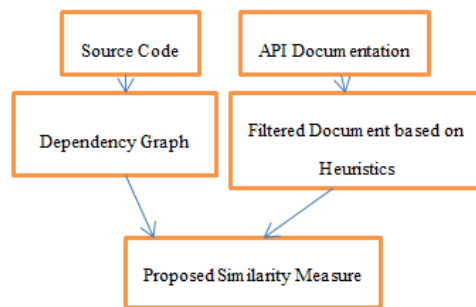 Source Code
API Documentation
Dependency Graph
Filtered Document based on
Heuristics
Proposed Similarity Measure